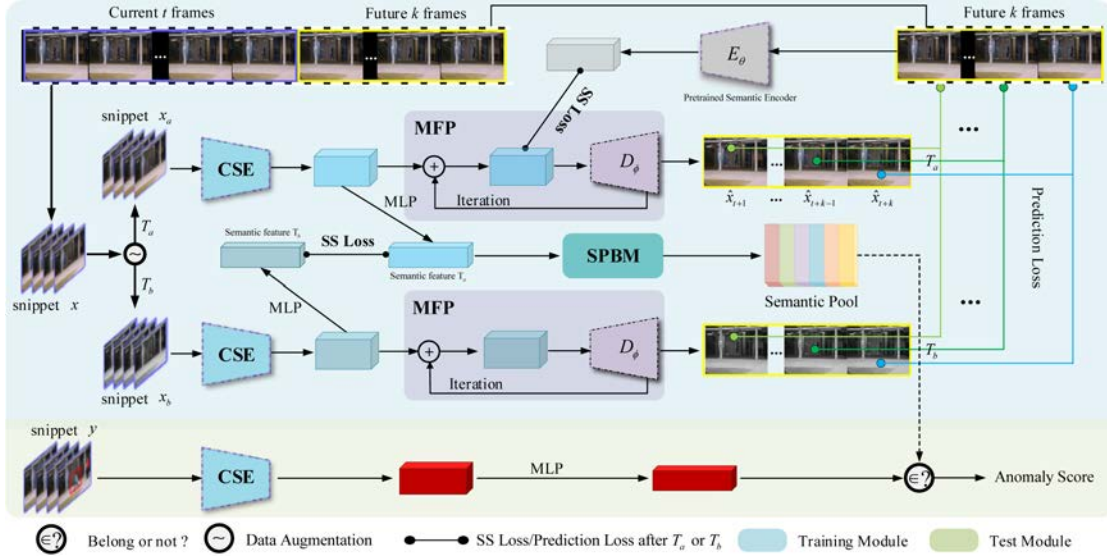 Current t frames
Future k frames
Future k frames
...
...
...
E_θ
Pretrained Semantic Encoder
SS Loss
snippet x_a
MFP
CSE
+
D_ϕ
Iteration
...
T_a
...
x̂_{t+1} ... x̂_{t+k-1} x̂_{t+k}
MLP
T_a
Semantic feature T_b
SS Loss
~
SPBM
Prediction Loss
Semantic feature T_a
snippet x
T_b
MLP
Semantic Pool
MFP
...
CSE
+
D_ϕ
...
T_b
Iteration
snippet x_b
snippet y
CSE
MLP
∈?
Anomaly Score
∈? Belong or not ? ~ Data Augmentation SS Loss/Prediction Loss after T_a or T_b Training Module Test Module